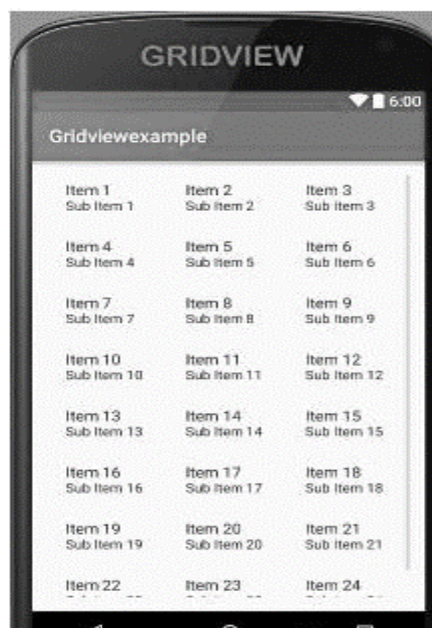 GRIDVIEW
6:00
Gridviewexample
Item 1 Item 2 Item 3
Sub Item 1 Sub Item 2 Sub Item 3
Item 4 Item 5 Item 6
Sub Item 4 Sub Item 5 Sub Item 6
Item 7 Item 8 Item 9
Sub Item 7 Sub Item 8 Sub Item 9
Item 10 Item 11 Item 12
Sub Item 10 Sub Item 11 Sub Item 12
Item 13 Item 14 Item 15
Sub Item 13 Sub Item 14 Sub Item 15
Item 16 Item 17 Item 18
Sub Item 16 Sub Item 17 Sub Item 18
Item 19 Item 20 Item 21
Sub Item 19 Sub Item 20 Sub Item 21
Item 22 Item 23 Item 24